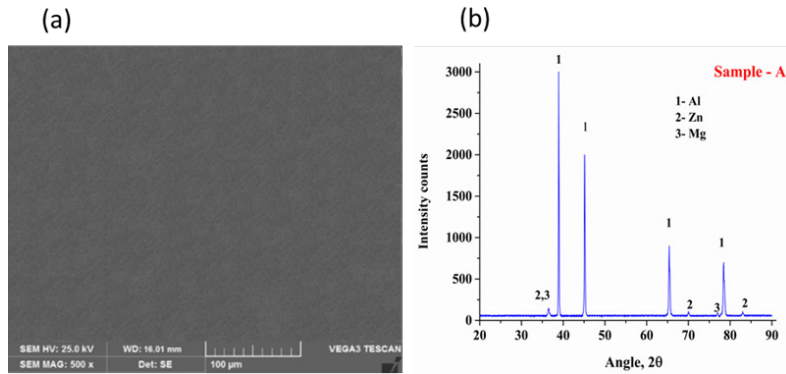 (a)
(b)
SEM HV: 25.0 kV WD: 16.01 mm VEGA3 TESCAN
SEM MAG: 500 x Det: SE 100 µm
Sample - A
1- Al
2- Zn
3- Mg
1
1
1
1
2,3
2
3
2
3000
2500
2000
1500
1000
500
0
20 30 40 50 60 70 80 90
Intensity counts
Angle, 2θ